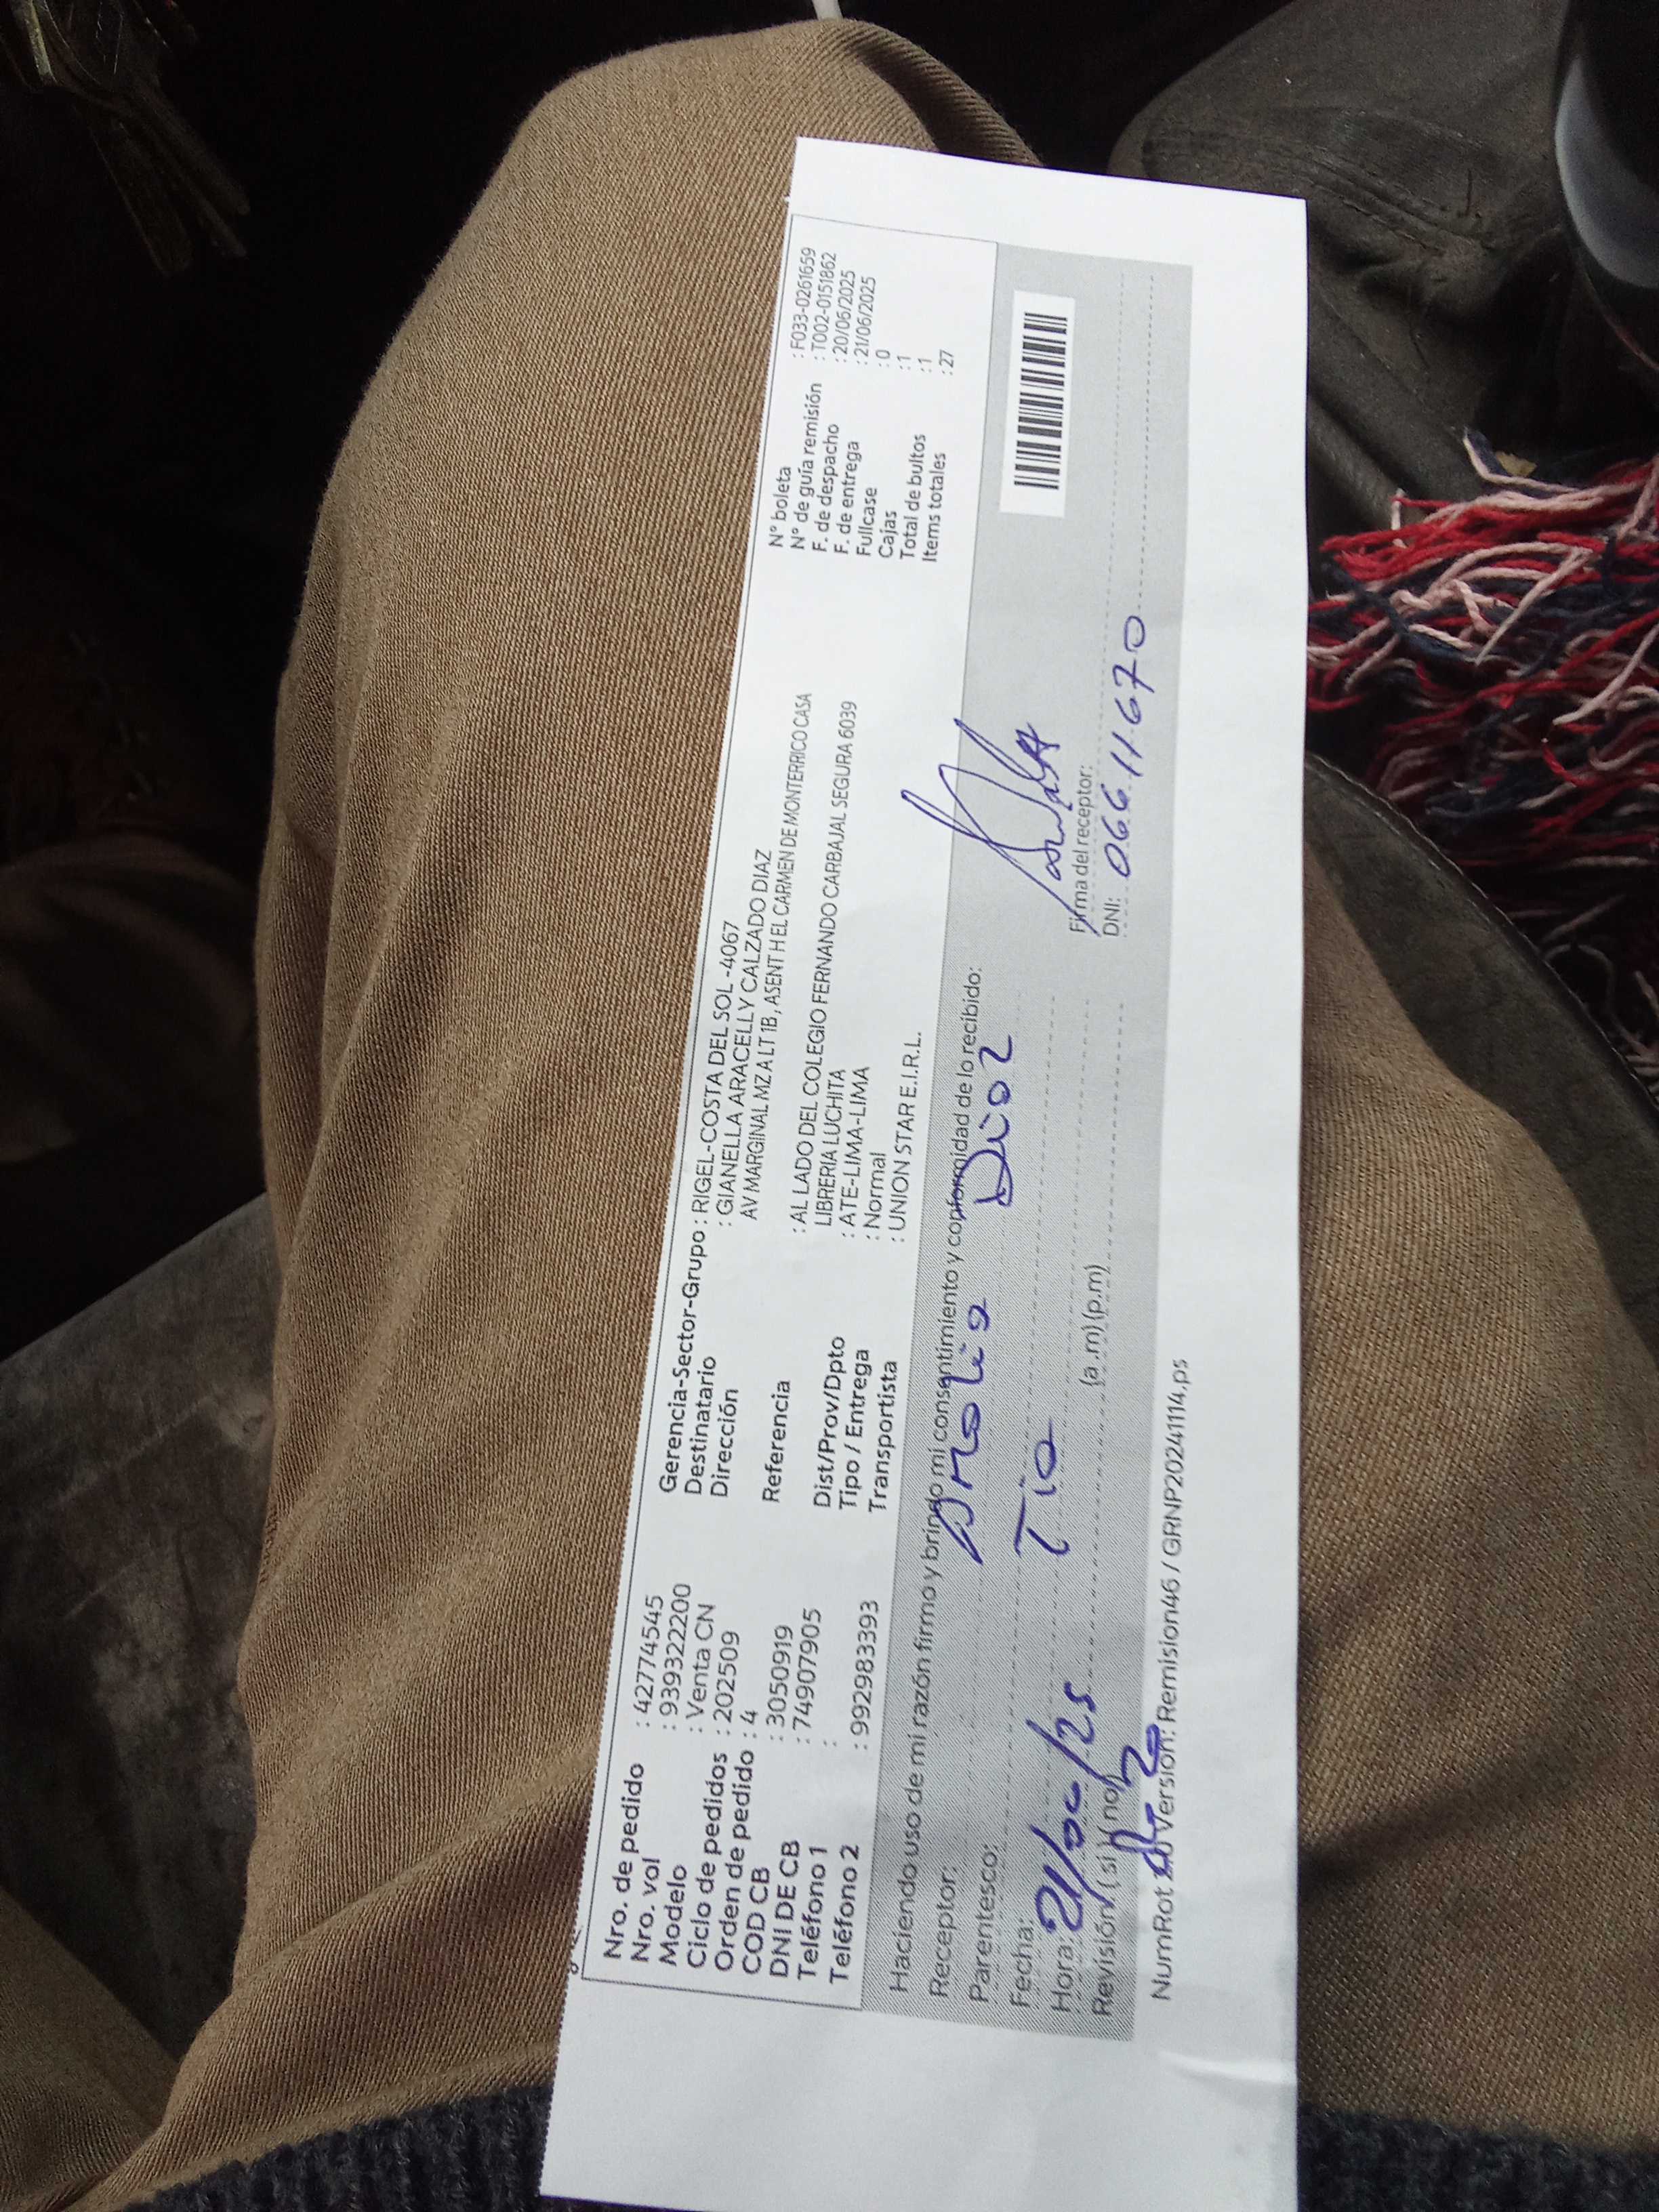 Nro. de pedido : 42774545
Nro. vol : 9393222200
Modelo : Venta CN
Ciclo de pedidos : 202509
Orden de pedido : 4
COD CB : 3050919
DNI DE CB : 74907905
Teléfono 1 :
Teléfono 2 : 992983393
Gerencia-Sector-Grupo : RIGEL-COSTA DEL SOL -4067
Destinatario : GIANELLA ARACELLY CALZADO DIAZ
Dirección AV MARGINAL MZ A LT 1B, ASENT H EL CARMEN DE MONTERRICO CASA
Referencia : AL LADO DEL COLEGIO FERNANDO CARBAJAL SEGURA 6039
LIBRERIA LUCHITA
Dist/Prov/Dpto : ATE-LIMA-LIMA
Tipo / Entrega : Normal
Transportista : UNION STAR E.I.R.L.
N° boleta : F033-0261659
N° de guía remisión : T002-0151862
F. de despacho : 20/06/2025
F. de entrega : 21/06/2025
Fullcase : 0
Cajas : 1
Total de bultos : 1
Items totales : 27
Haciendo uso de mi razón firmo y brindo mi consentimiento y conformidad de lo recibido:
Receptor: Diaz
Parentesco: Tia
Fecha: 21/06/25
Hora: (a .m) (p.m)
Revisión: (si) (no)
Firma del receptor:
DNI: 06611670
NumRot Versión: Remision46 / GRNP20241114.ps